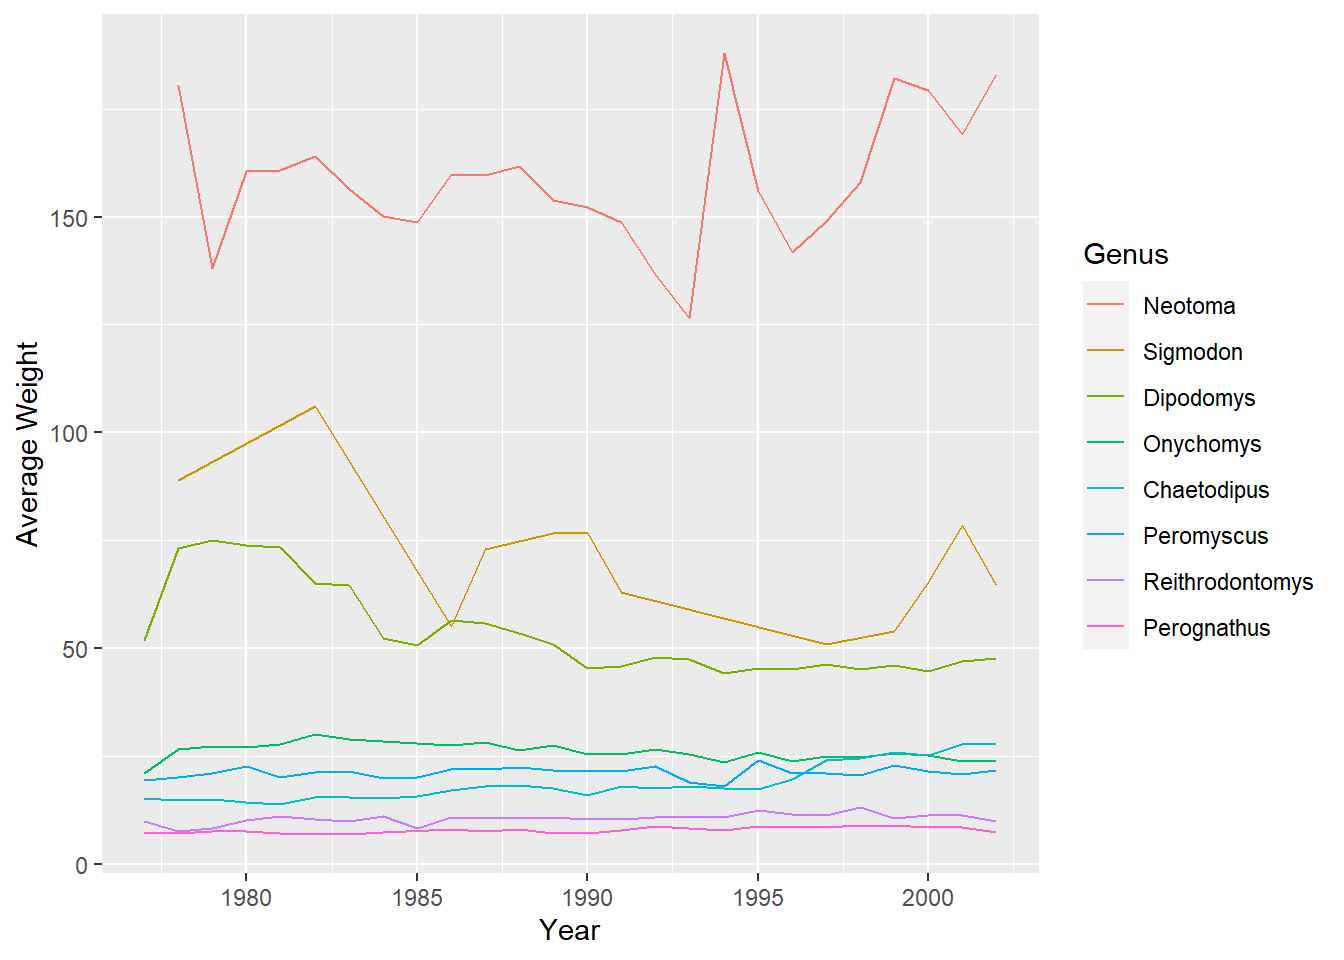 150
100
50
0
Average Weight
1980 1985 1990 1995 2000
Year
Genus
Neotoma
Sigmodon
Dipodomys
Onychomys
Chaetodipus
Peromyscus
Reithrodontomys
Perognathus